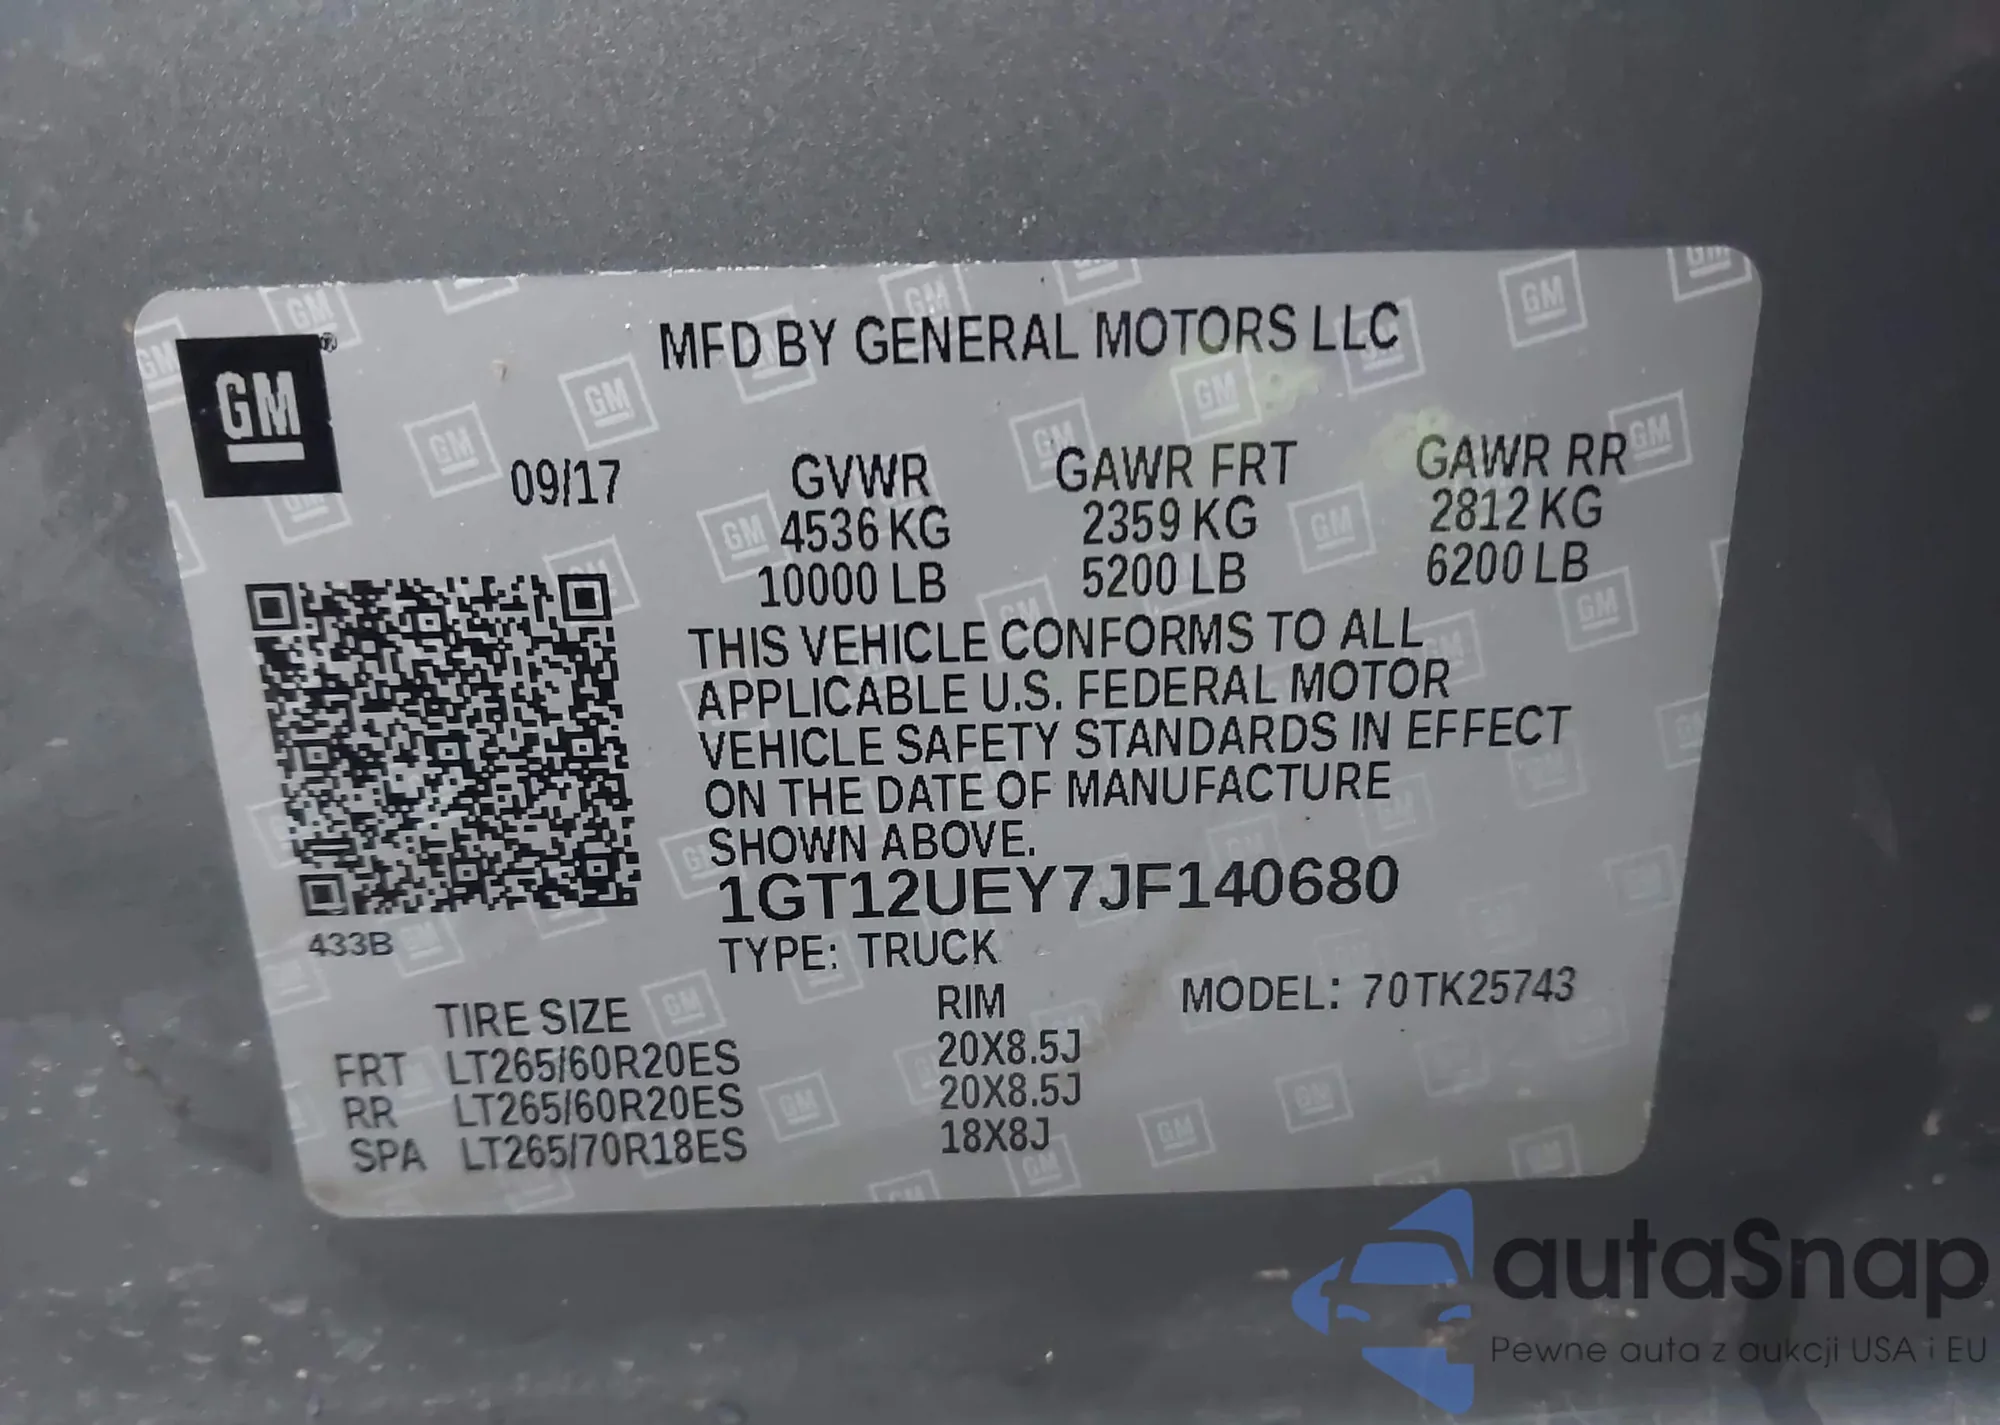 GM ®
MFD BY GENERAL MOTORS LLC
09/17 GVWR GAWR FRT GAWR RR
4536 KG 2359 KG 2812 KG
10000 LB 5200 LB 6200 LB
THIS VEHICLE CONFORMS TO ALL
APPLICABLE U.S. FEDERAL MOTOR
VEHICLE SAFETY STANDARDS IN EFFECT
ON THE DATE OF MANUFACTURE
SHOWN ABOVE.
1GT12UEY7JF140680
433B
TYPE: TRUCK
TIRE SIZE RIM MODEL: 70TK25743
FRT LT265/60R20ES 20X8.5J
RR LT265/60R20ES 20X8.5J
SPA LT265/70R18ES 18X8J
autaSnap
Pewne auta z aukcji USA i EU